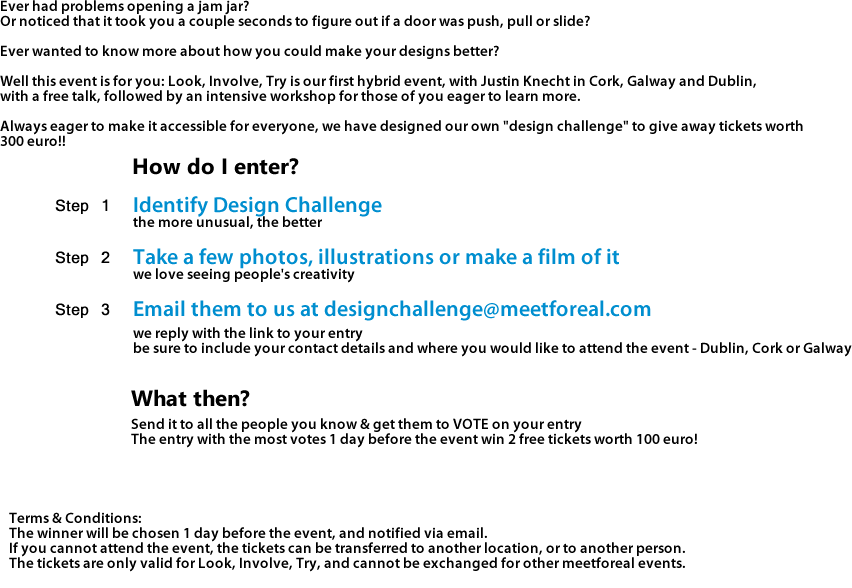 Ever had problems opening a jam jar?
Or noticed that it took you a couple seconds to figure out if a door was push, pull or slide?
Ever wanted to know more about how you could make your designs better?
Well this event is for you: Look, Involve, Try is our first hybrid event, with Justin Knecht in Cork, Galway and Dublin,
with a free talk, followed by an intensive workshop for those of you eager to learn more.
Always eager to make it accessible for everyone, we have designed our own "design challenge" to give away tickets worth
300 euro!!
How do I enter?
Step 1 Identify Design Challenge
the more unusual, the better
Step 2 Take a few photos, illustrations or make a film of it
we love seeing people's creativity
Step 3 Email them to us at designchallenge@meetforeal.com
we reply with the link to your entry
be sure to include your contact details and where you would like to attend the event - Dublin, Cork or Galway
What then?
Send it to all the people you know & get them to VOTE on your entry
The entry with the most votes 1 day before the event win 2 free tickets worth 100 euro!
Terms & Conditions:
The winner will be chosen 1 day before the event, and notified via email.
If you cannot attend the event, the tickets can be transferred to another location, or to another person.
The tickets are only valid for Look, Involve, Try, and cannot be exchanged for other meetforeal events.